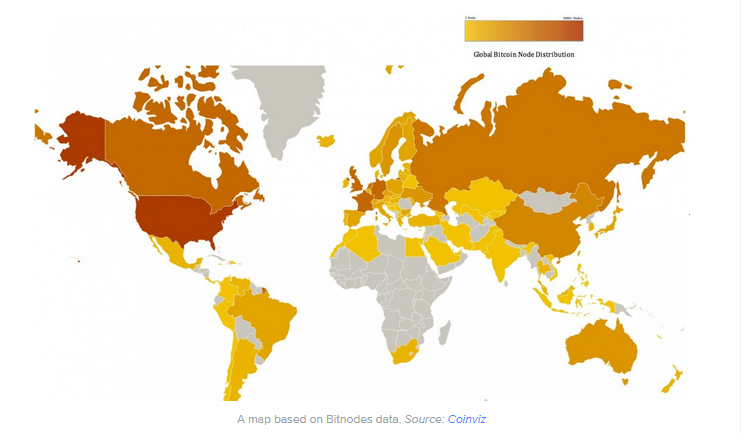 Global Bitcoin Node Distribution
A map based on Bitnodes data. Source: Coinviz